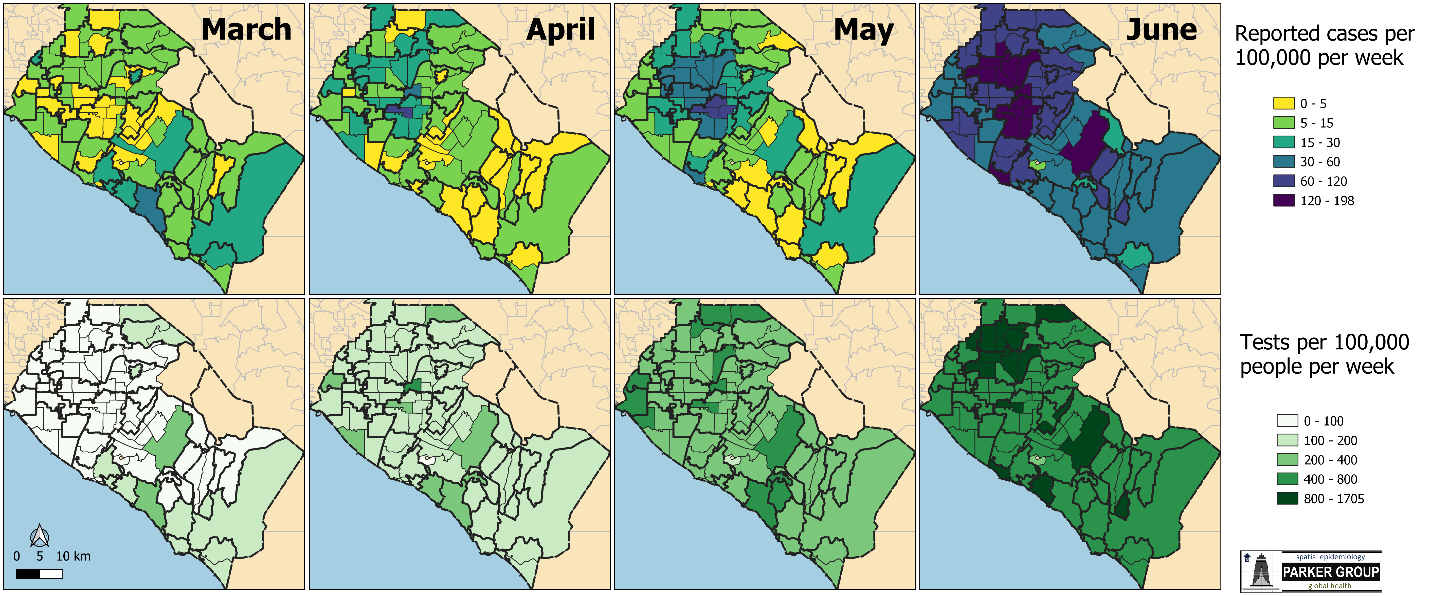 March
April
May
June
Reported cases per
100,000 per week
0 - 5
5 - 15
15 - 30
30 - 60
60 - 120
120 - 198
Tests per 100,000
people per week
0 - 100
100 - 200
200 - 400
400 - 800
800 - 1705
0 5 10 km
spatial epidemiology
PARKER GROUP
global health